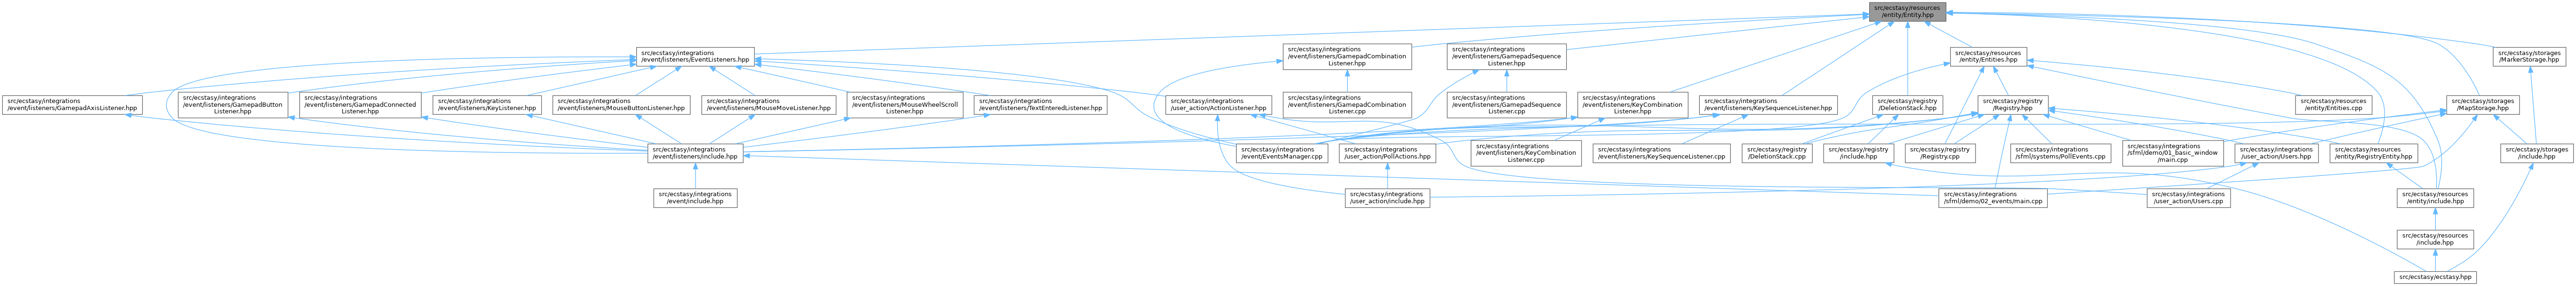 src/ecstasy/resources
/entity/Entity.hpp
src/ecstasy/integrations
/event/listeners/EventListeners.hpp
src/ecstasy/integrations
/event/listeners/GamepadCombination
Listener.hpp
src/ecstasy/integrations
/event/listeners/GamepadSequence
Listener.hpp
src/ecstasy/resources
/entity/Entities.hpp
src/ecstasy/storages
/MarkerStorage.hpp
src/ecstasy/integrations
/event/listeners/GamepadAxisListener.hpp
src/ecstasy/integrations
/event/listeners/GamepadButton
Listener.hpp
src/ecstasy/integrations
/event/listeners/GamepadConnected
Listener.hpp
src/ecstasy/integrations
/event/listeners/KeyListener.hpp
src/ecstasy/integrations
/event/listeners/MouseButtonListener.hpp
src/ecstasy/integrations
/event/listeners/MouseMoveListener.hpp
src/ecstasy/integrations
/event/listeners/MouseWheelScroll
Listener.hpp
src/ecstasy/integrations
/event/listeners/TextEnteredListener.hpp
src/ecstasy/integrations
/user_action/ActionListener.hpp
src/ecstasy/integrations
/event/listeners/GamepadCombination
Listener.cpp
src/ecstasy/integrations
/event/listeners/GamepadSequence
Listener.cpp
src/ecstasy/integrations
/event/listeners/KeyCombination
Listener.hpp
src/ecstasy/integrations
/event/listeners/KeySequenceListener.hpp
src/ecstasy/registry
/DeletionStack.hpp
src/ecstasy/registry
/Registry.hpp
src/ecstasy/resources
/entity/Entities.cpp
src/ecstasy/storages
/MapStorage.hpp
src/ecstasy/integrations
/event/listeners/include.hpp
src/ecstasy/integrations
/event/EventsManager.cpp
src/ecstasy/integrations
/user_action/PollActions.hpp
src/ecstasy/integrations
/event/listeners/KeyCombination
Listener.cpp
src/ecstasy/integrations
/event/listeners/KeySequenceListener.cpp
src/ecstasy/registry
/DeletionStack.cpp
src/ecstasy/registry
/include.hpp
src/ecstasy/registry
/Registry.cpp
src/ecstasy/integrations
/sfml/systems/PollEvents.cpp
src/ecstasy/integrations
/sfml/demo/01_basic_window
/main.cpp
src/ecstasy/integrations
/user_action/Users.hpp
src/ecstasy/resources
/entity/RegistryEntity.hpp
src/ecstasy/storages
/include.hpp
src/ecstasy/integrations
/event/include.hpp
src/ecstasy/integrations
/user_action/include.hpp
src/ecstasy/integrations
/sfml/demo/02_events/main.cpp
src/ecstasy/integrations
/user_action/Users.cpp
src/ecstasy/resources
/entity/include.hpp
src/ecstasy/resources
/include.hpp
src/ecstasy/ecstasy.hpp